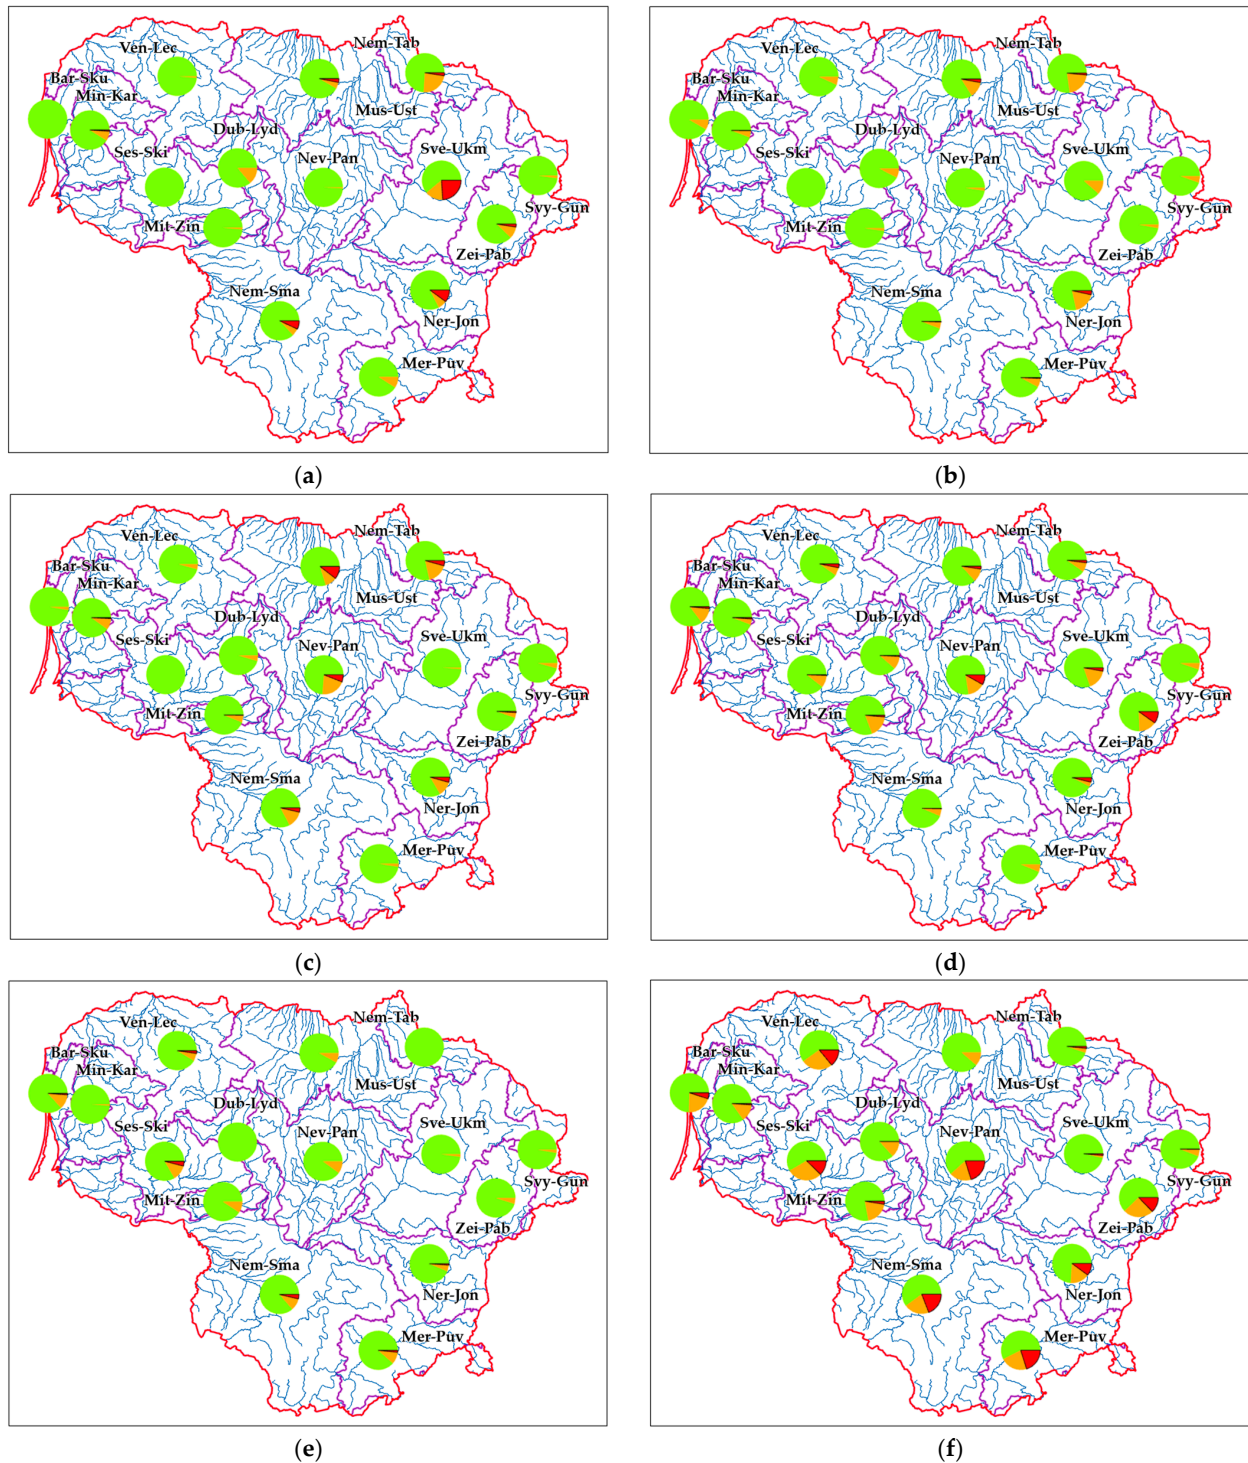 Ven-Lec
Nem-Tab
Bar-Sku
Min-Kar
Mus-Ust
Dub-Lyd
Ses-Ski
Nev-Pan
Sve-Ukm
Svy-Gun
Mit-Zin
Zei-Pab
Nem-Sma
Ner-Jon
Mer-Puv
(a)
Ven-Lec
Nem-Tab
Bar-Sku
Min-Kar
Mus-Ust
Dub-Lyd
Ses-Ski
Nev-Pan
Sve-Ukm
Svy-Gun
Mit-Zin
Zei-Pab
Nem-Sma
Ner-Jon
Mer-Puv
(b)
Ven-Lec
Nem-Tab
Bar-Sku
Min-Kar
Mus-Ust
Dub-Lyd
Ses-Ski
Nev-Pan
Sve-Ukm
Svy-Gun
Mit-Zin
Zei-Pab
Nem-Sma
Ner-Jon
Mer-Puv
(c)
Ven-Lec
Nem-Tab
Bar-Sku
Min-Kar
Mus-Ust
Dub-Lyd
Ses-Ski
Nev-Pan
Sve-Ukm
Svy-Gun
Mit-Zin
Zei-Pab
Nem-Sma
Ner-Jon
Mer-Puv
(d)
Ven-Lec
Nem-Tab
Bar-Sku
Min-Kar
Mus-Ust
Dub-Lyd
Ses-Ski
Nev-Pan
Sve-Ukm
Svy-Gun
Mit-Zin
Zei-Pab
Nem-Sma
Ner-Jon
Mer-Puv
(e)
Ven-Lec
Nem-Tab
Bar-Sku
Min-Kar
Mus-Ust
Dub-Lyd
Ses-Ski
Nev-Pan
Sve-Ukm
Svy-Gun
Mit-Zin
Zei-Pab
Nem-Sma
Ner-Jon
Mer-Puv
(f)